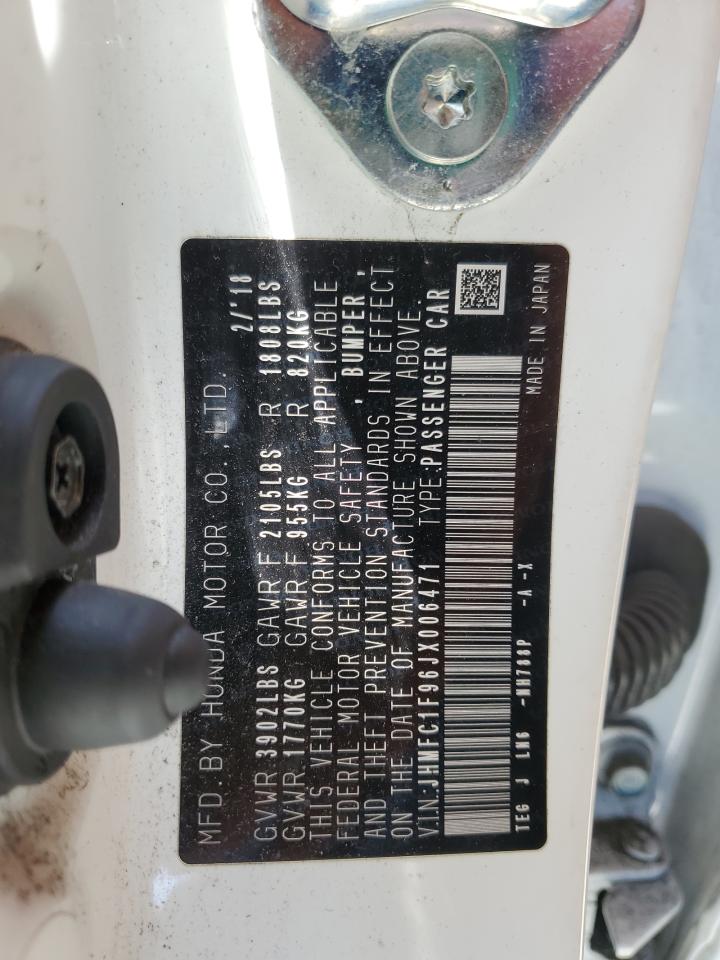 MFD. BY HONDA MOTOR CO., LTD. 2/'18
GVWR 3902LBS GAWR F 2105LBS R 1808LBS
GVWR 1770KG GAWR F 955KG R 820KG
THIS VEHICLE CONFORMS TO ALL APPLICABLE
FEDERAL MOTOR VEHICLE SAFETY , BUMPER ,
AND THEFT PREVENTION STANDARDS IN EFFECT
ON THE DATE OF MANUFACTURE SHOWN ABOVE.
V.I.N:JHMFC1F96JX006471 TYPE:PASSENGER CAR
TEG J LN6 -NH788P -A-X MADE IN JAPAN